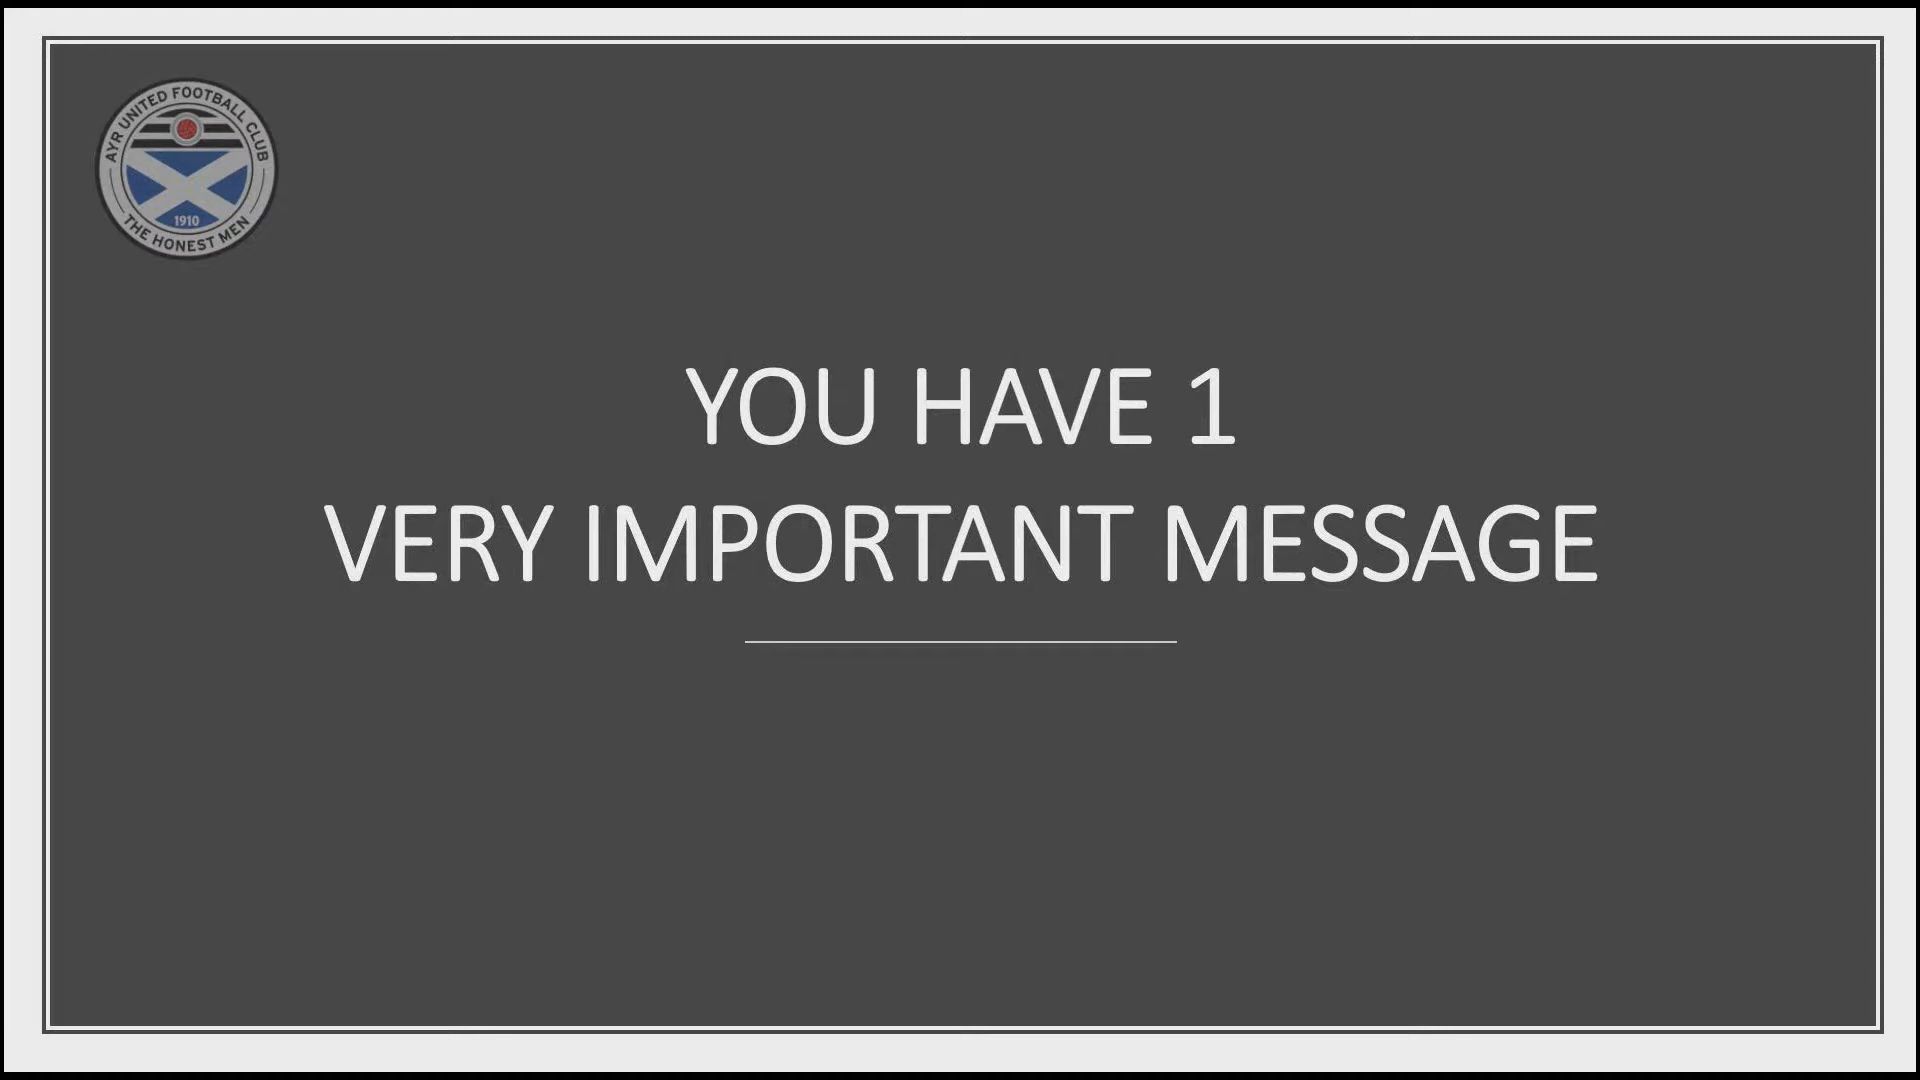 AYR UNITED FOOTBALL CLUB
1910
THE HONEST MEN
YOU HAVE 1
VERY IMPORTANT MESSAGE